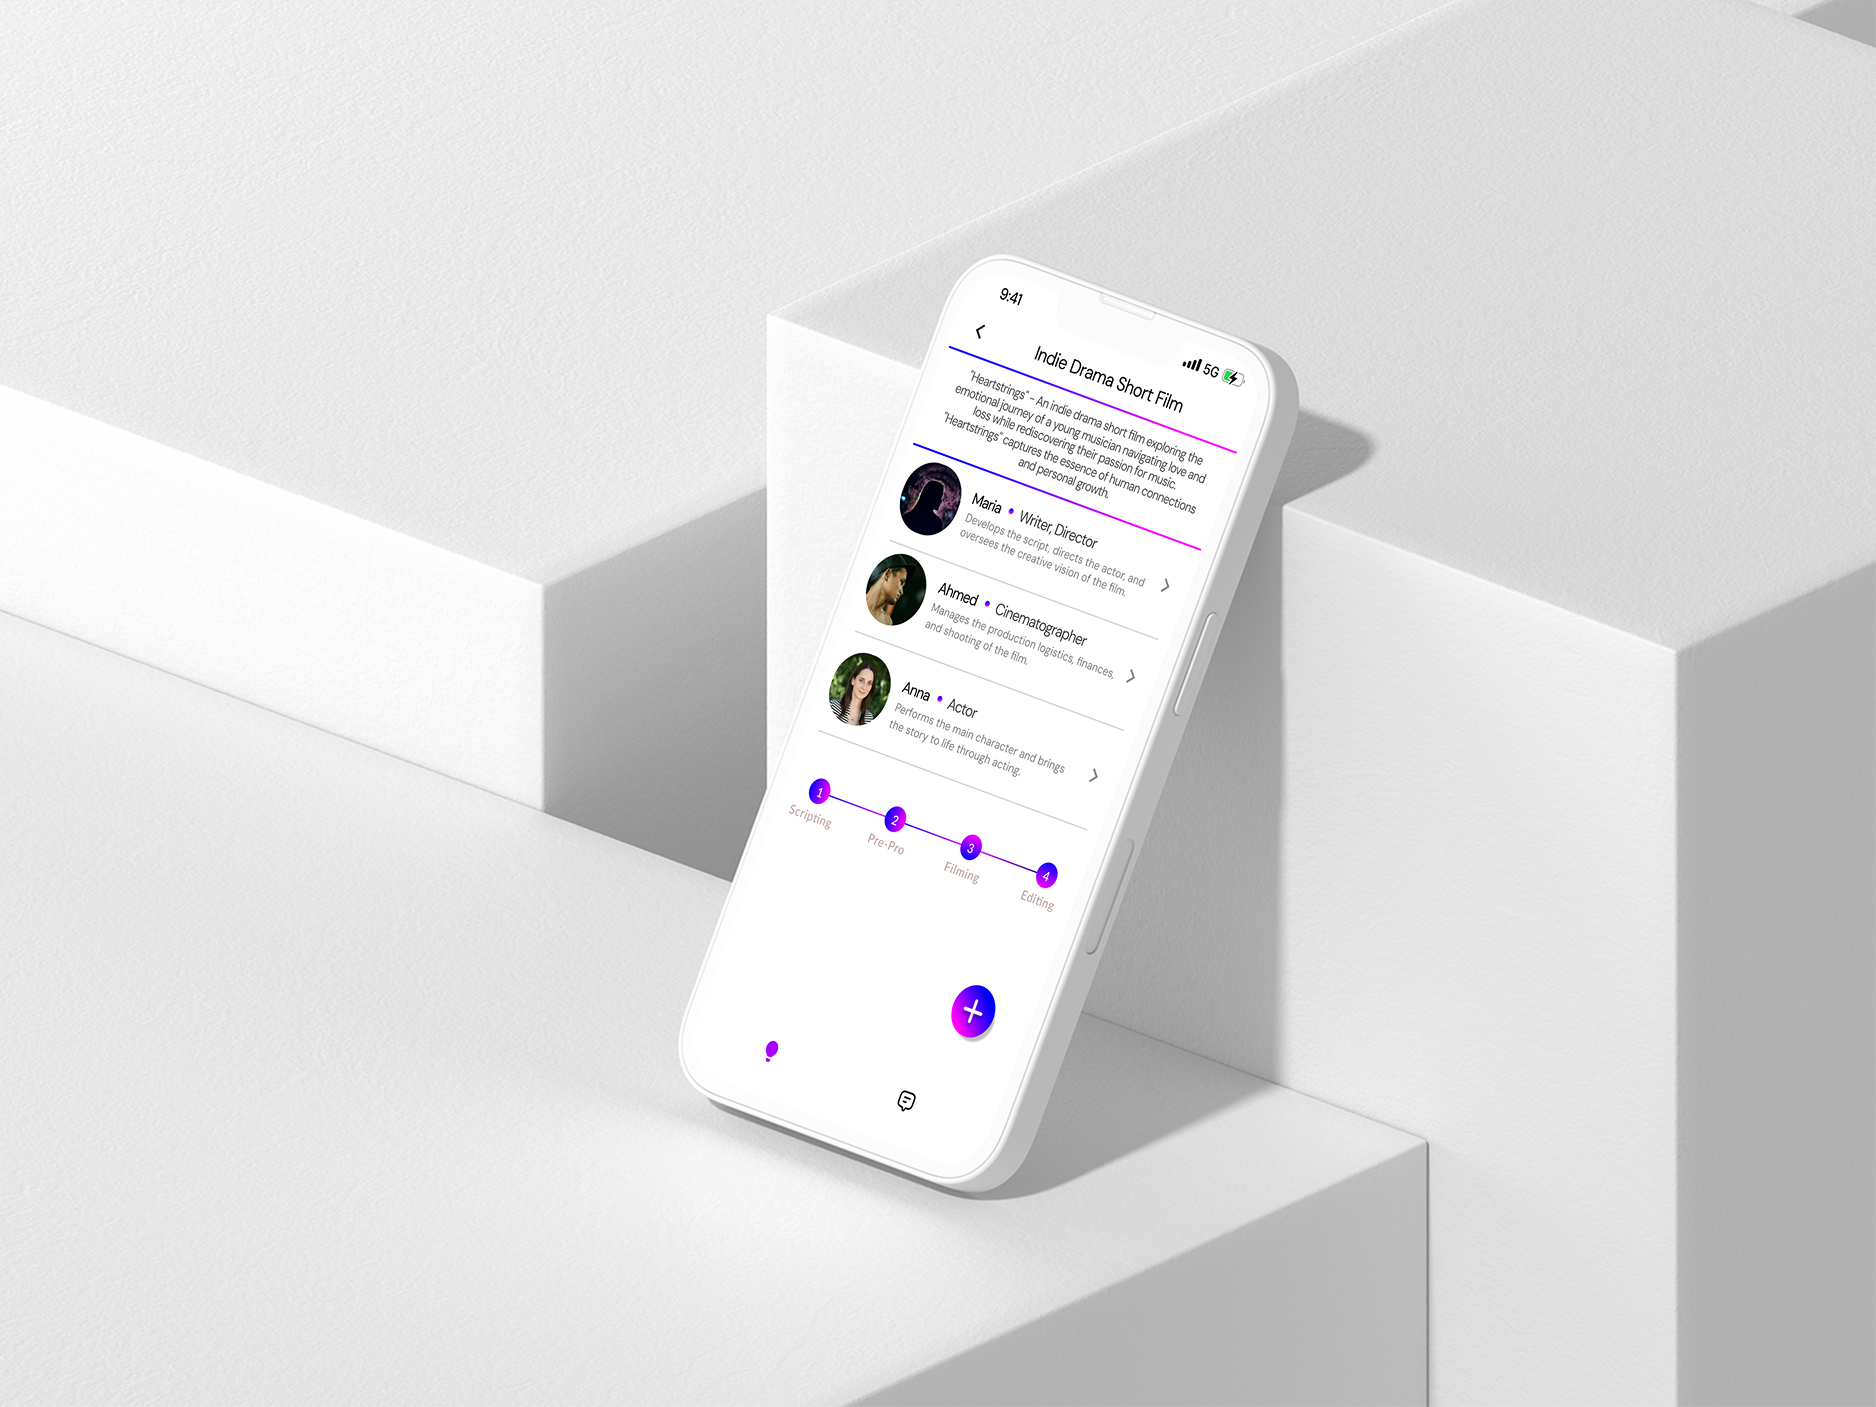 9:41
5G
Indie Drama Short Film
"Heartstrings" – An indie drama short film exploring the
emotional journey of a young musician navigating love and
loss while rediscovering their passion for music.
"Heartstrings" captures the essence of human connections
and personal growth.
Maria • Writer, Director
Develops the script, directs the actor, and
oversees the creative vision of the film.
Ahmed • Cinematographer
Manages the production logistics, finances,
and shooting of the film.
Anna • Actor
Performs the main character and brings
the story to life through acting.
1
Scripting
2
Pre-Pro
3
Filming
4
Editing